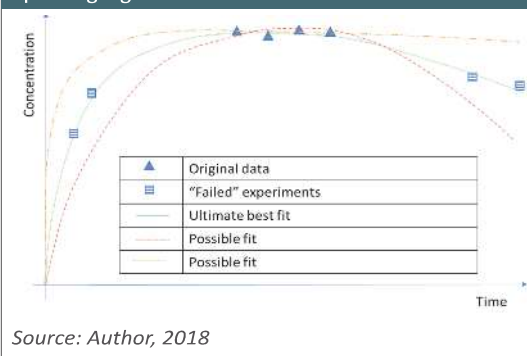 Concentration
Original data
"Failed" experiments
Ultimate best fit
Possible fit
Possible fit
Time
Source: Author, 2018